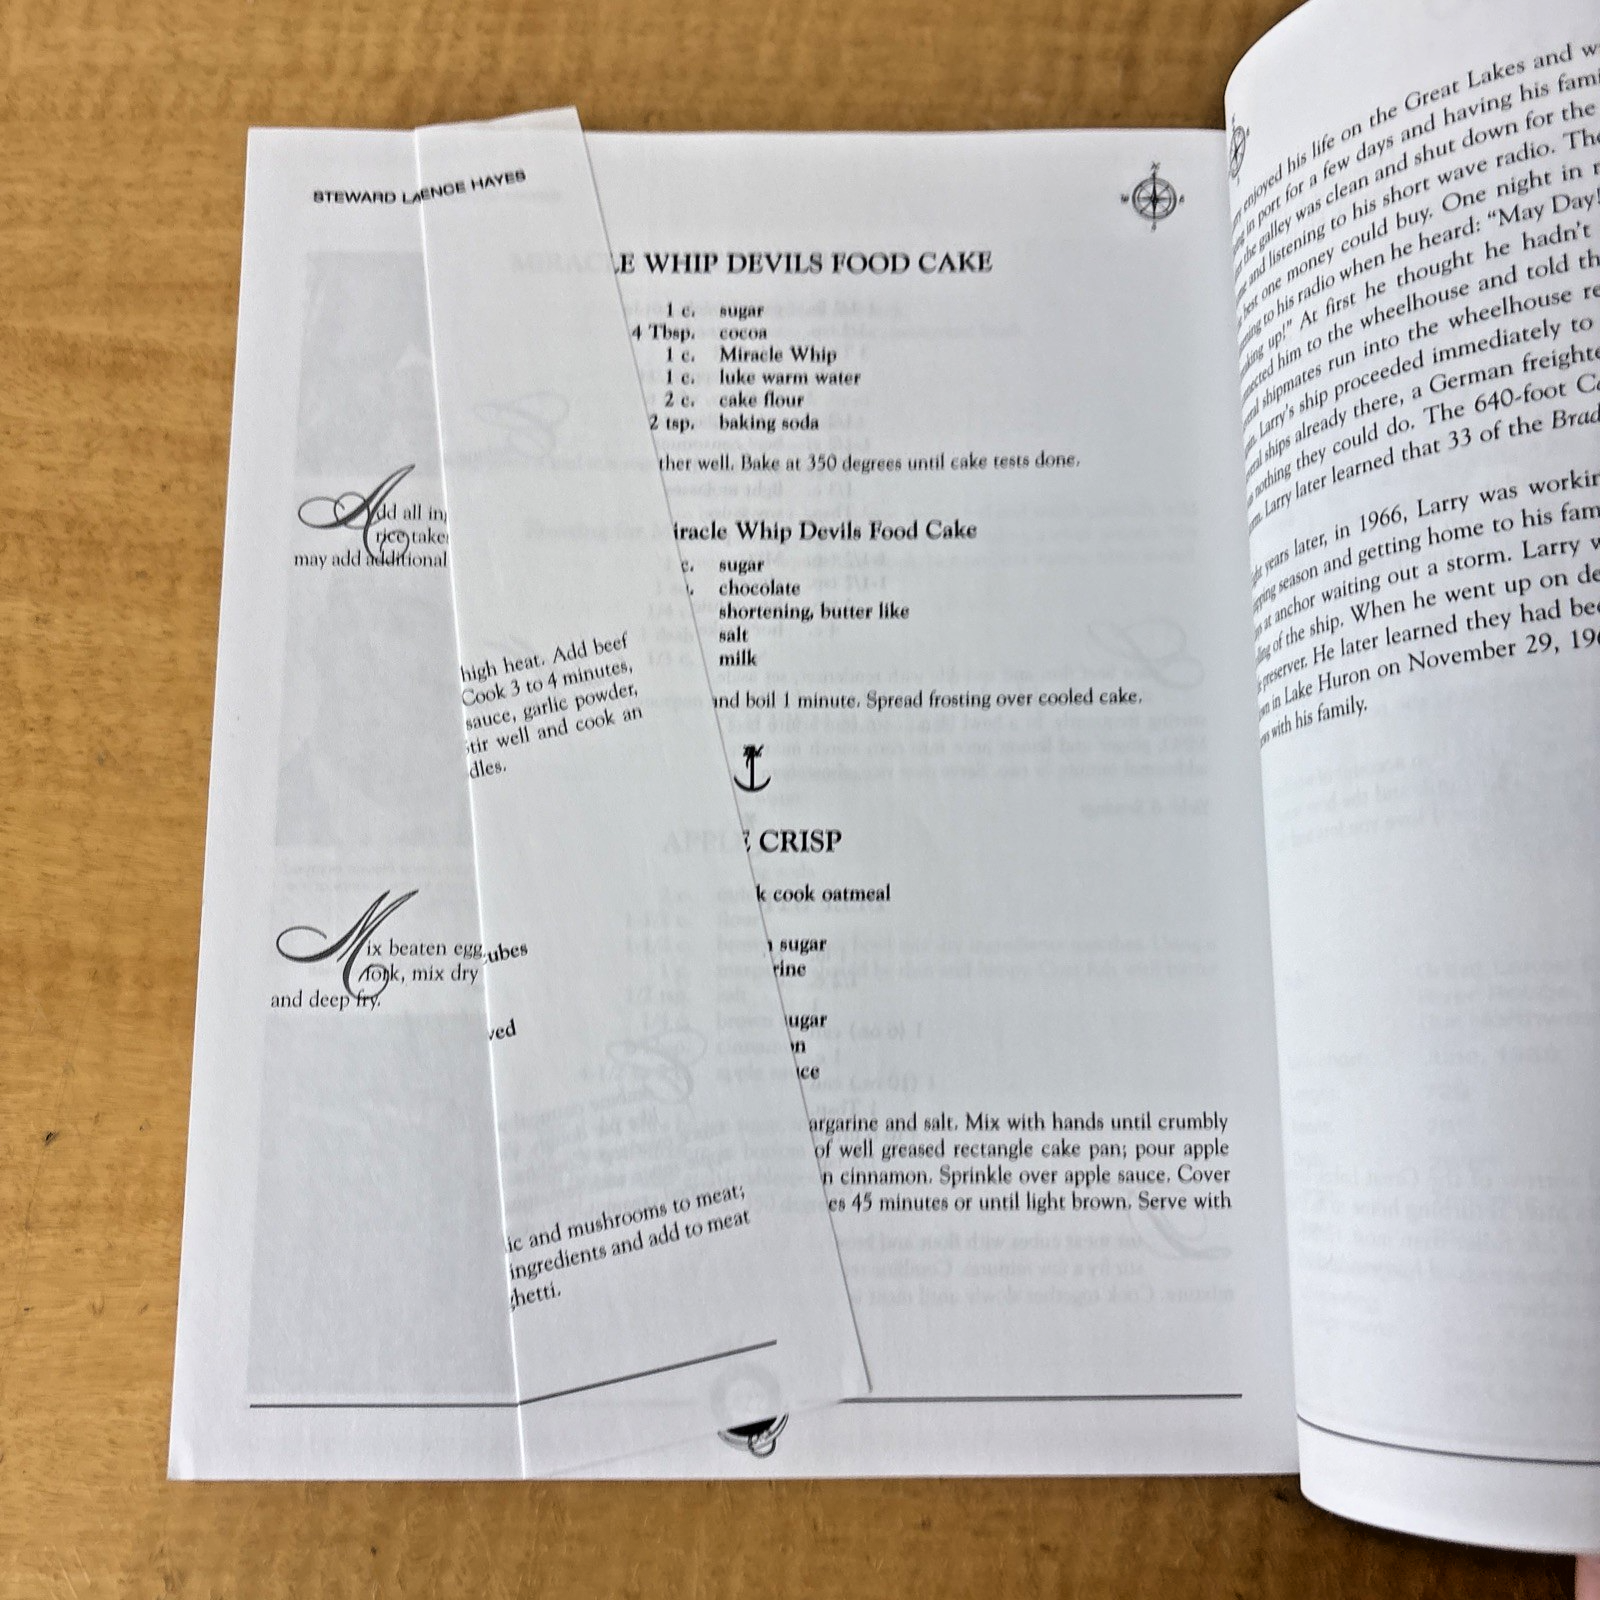 STEWARD LAENCE HAYES
LE WHIP DEVILS FOOD CAKE
1 c. sugar
4 Tbsp. cocoa
1 c. Miracle Whip
1 c. luke warm water
2 c. cake flour
2 tsp. baking soda
ther well. Bake at 350 degrees until cake tests done.
Add all in
rice take
may add additional
iracle Whip Devils Food Cake
c. sugar
. chocolate
shortening, butter like
salt
milk
high heat. Add beef
Cook 3 to 4 minutes,
sauce, garlic powder,
tir well and cook an
dles.
and boil 1 minute. Spread frosting over cooled cake.
E CRISP
k cook oatmeal
n sugar
rine
ugar
on
uce
Mix beaten egg
fork, mix dry
and deep fry.
ubes
ved
argarine and salt. Mix with hands until crumbly
of well greased rectangle cake pan; pour apple
n cinnamon. Sprinkle over apple sauce. Cover
es 45 minutes or until light brown. Serve with
ic and mushrooms to meat;
ingredients and add to meat
ghetti.
enjoyed his life on the Great Lakes and
in port for a few days and having his fami
the galley was clean and shut down for the
and listening to his short wave radio. The
best one money could buy. One night in
to his radio when he heard: "May Day!
up!" At first he thought he hadn't
him to the wheelhouse and told th
shipmates run into the wheelhouse re
Larry's ship proceeded immediately to
ships already there, a German freighte
nothing they could do. The 640-foot C
Larry later learned that 33 of the Brad
years later, in 1966, Larry was workin
season and getting home to his fam
at anchor waiting out a storm. Larry w
of the ship. When he went up on de
preserver. He later learned they had bee
in Lake Huron on November 29, 196
with his family.